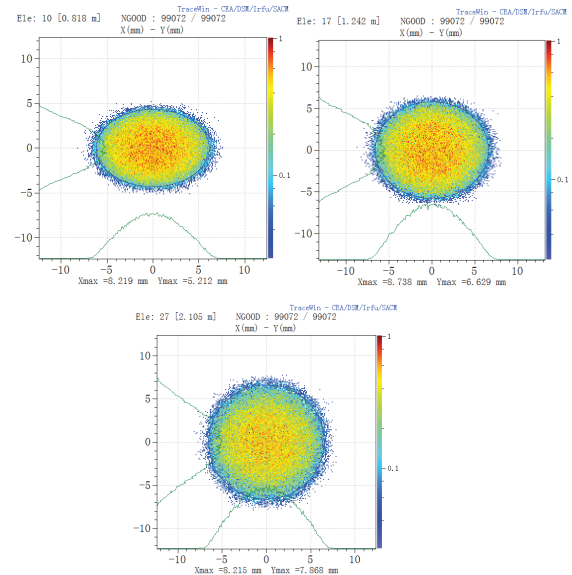 TraceWin - CEA/DSM/Irfu/SACM
Ele: 10 [0.818 m] NGOOD : 99072 / 99072
X(mm) - Y(mm)
10
5
0
−5
−10
−10 −5 0 5 10
1
0.1
Xmax =8.219 mm Ymax =5.212 mm
TraceWin - CEA/DSM/Irfu/SACM
Ele: 17 [1.242 m] NGOOD : 99072 / 99072
X(mm) - Y(mm)
10
5
0
−5
−10
−10 −5 0 5 10
1
0.1
Xmax =8.738 mm Ymax =6.629 mm
TraceWin - CEA/DSM/Irfu/SACM
Ele: 27 [2.105 m] NGOOD : 99072 / 99072
X(mm) - Y(mm)
10
5
0
−5
−10
−10 −5 0 5 10
1
0.1
Xmax =8.215 mm Ymax =7.868 mm